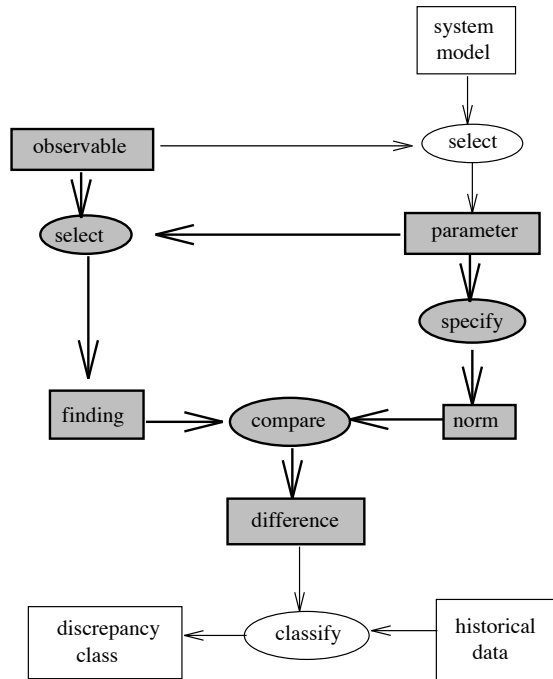 system
model
observable
select
select
parameter
specify
finding
compare
norm
difference
discrepancy
class
classify
historical
data